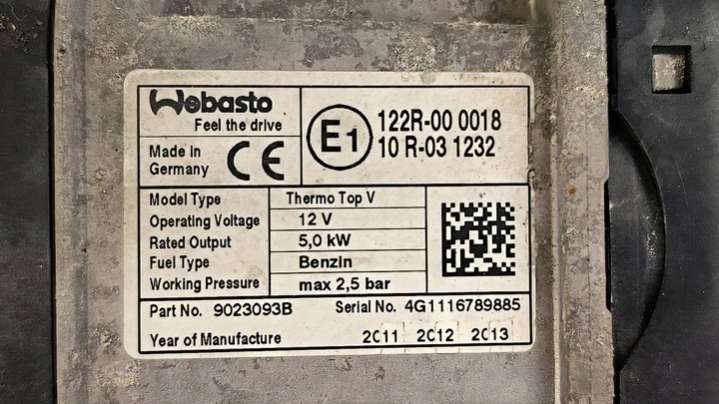 Webasto
Feel the drive
Made in
Germany
CE
E1
122R-00 0018
10 R-03 1232
Model Type Thermo Top V
Operating Voltage 12 V
Rated Output 5,0 kW
Fuel Type Benzin
Working Pressure max 2,5 bar
Part No. 9023093B Serial No. 4G1116789885
Year of Manufacture 2011 2012 2013